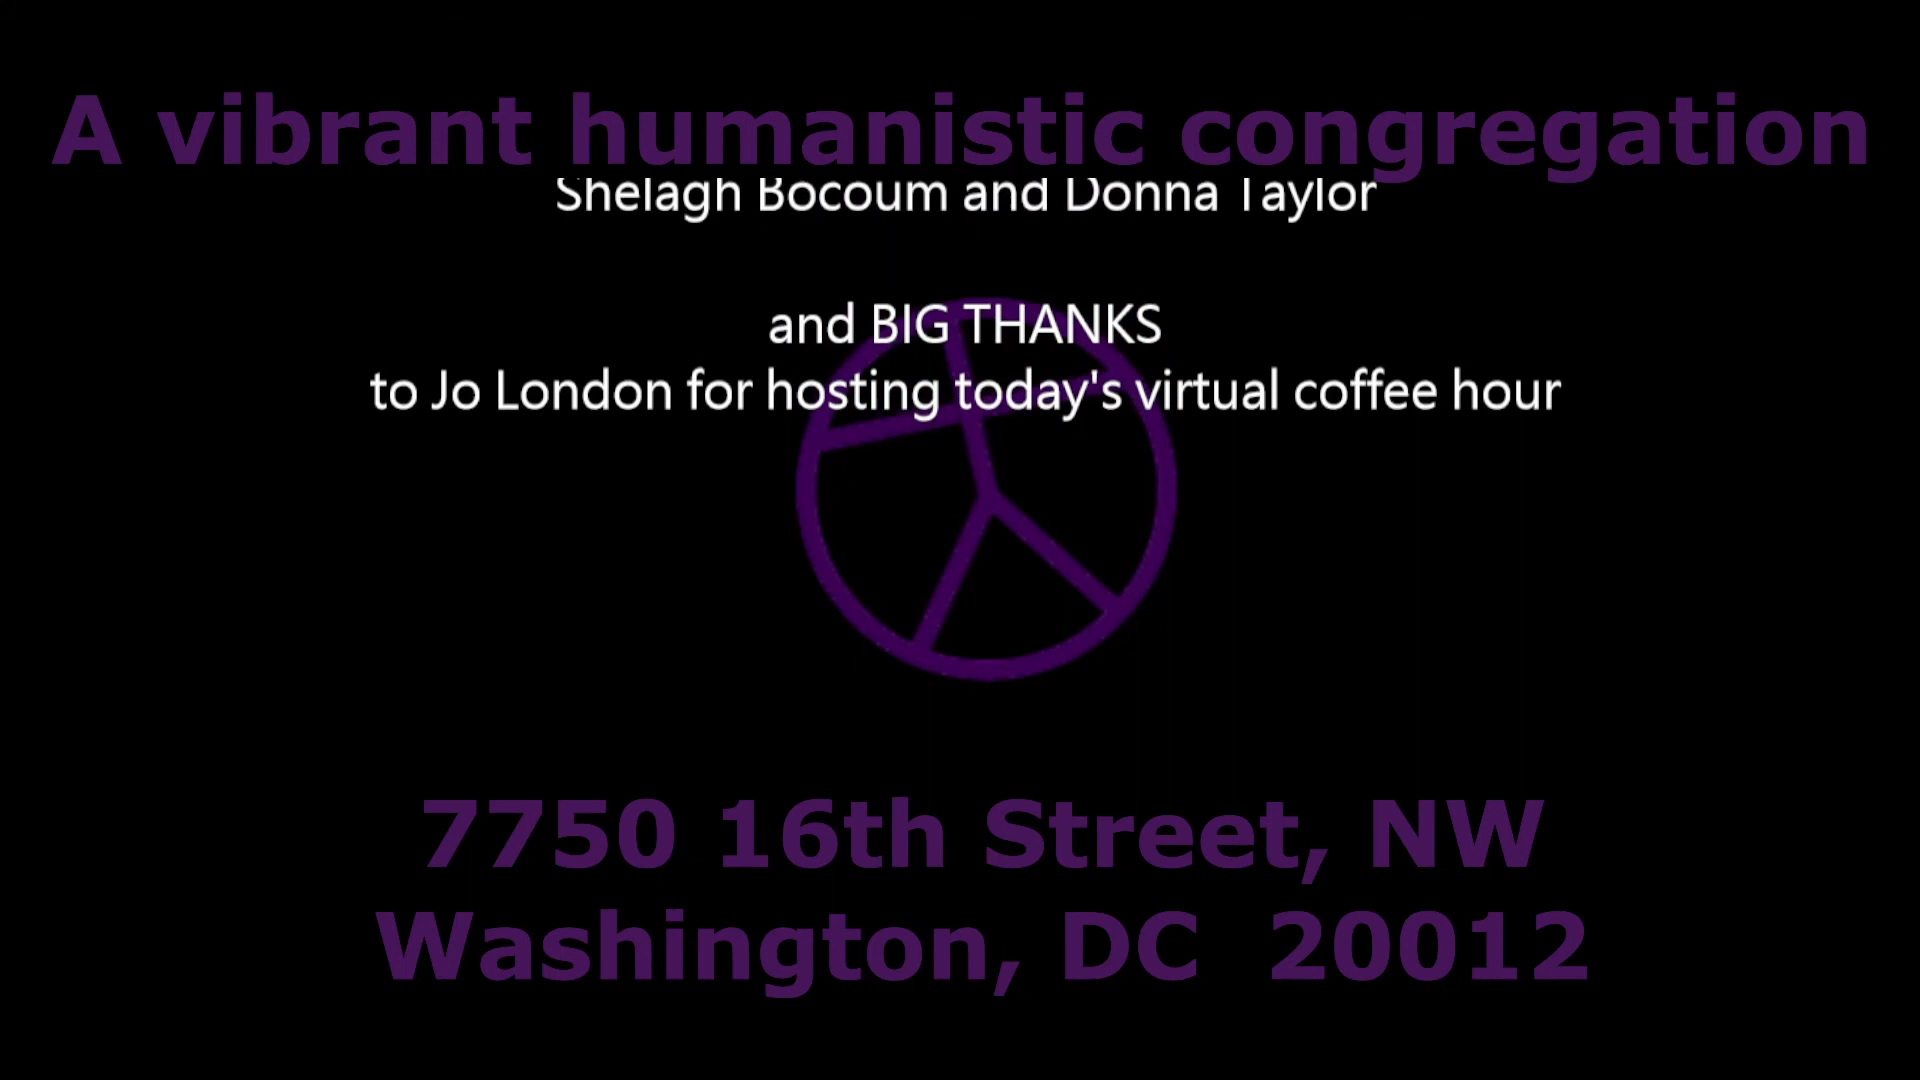 A vibrant humanistic congregation
Shelagh Bocoum and Donna Taylor
and BIG THANKS
to Jo London for hosting today's virtual coffee hour
7750 16th Street, NW
Washington, DC 20012